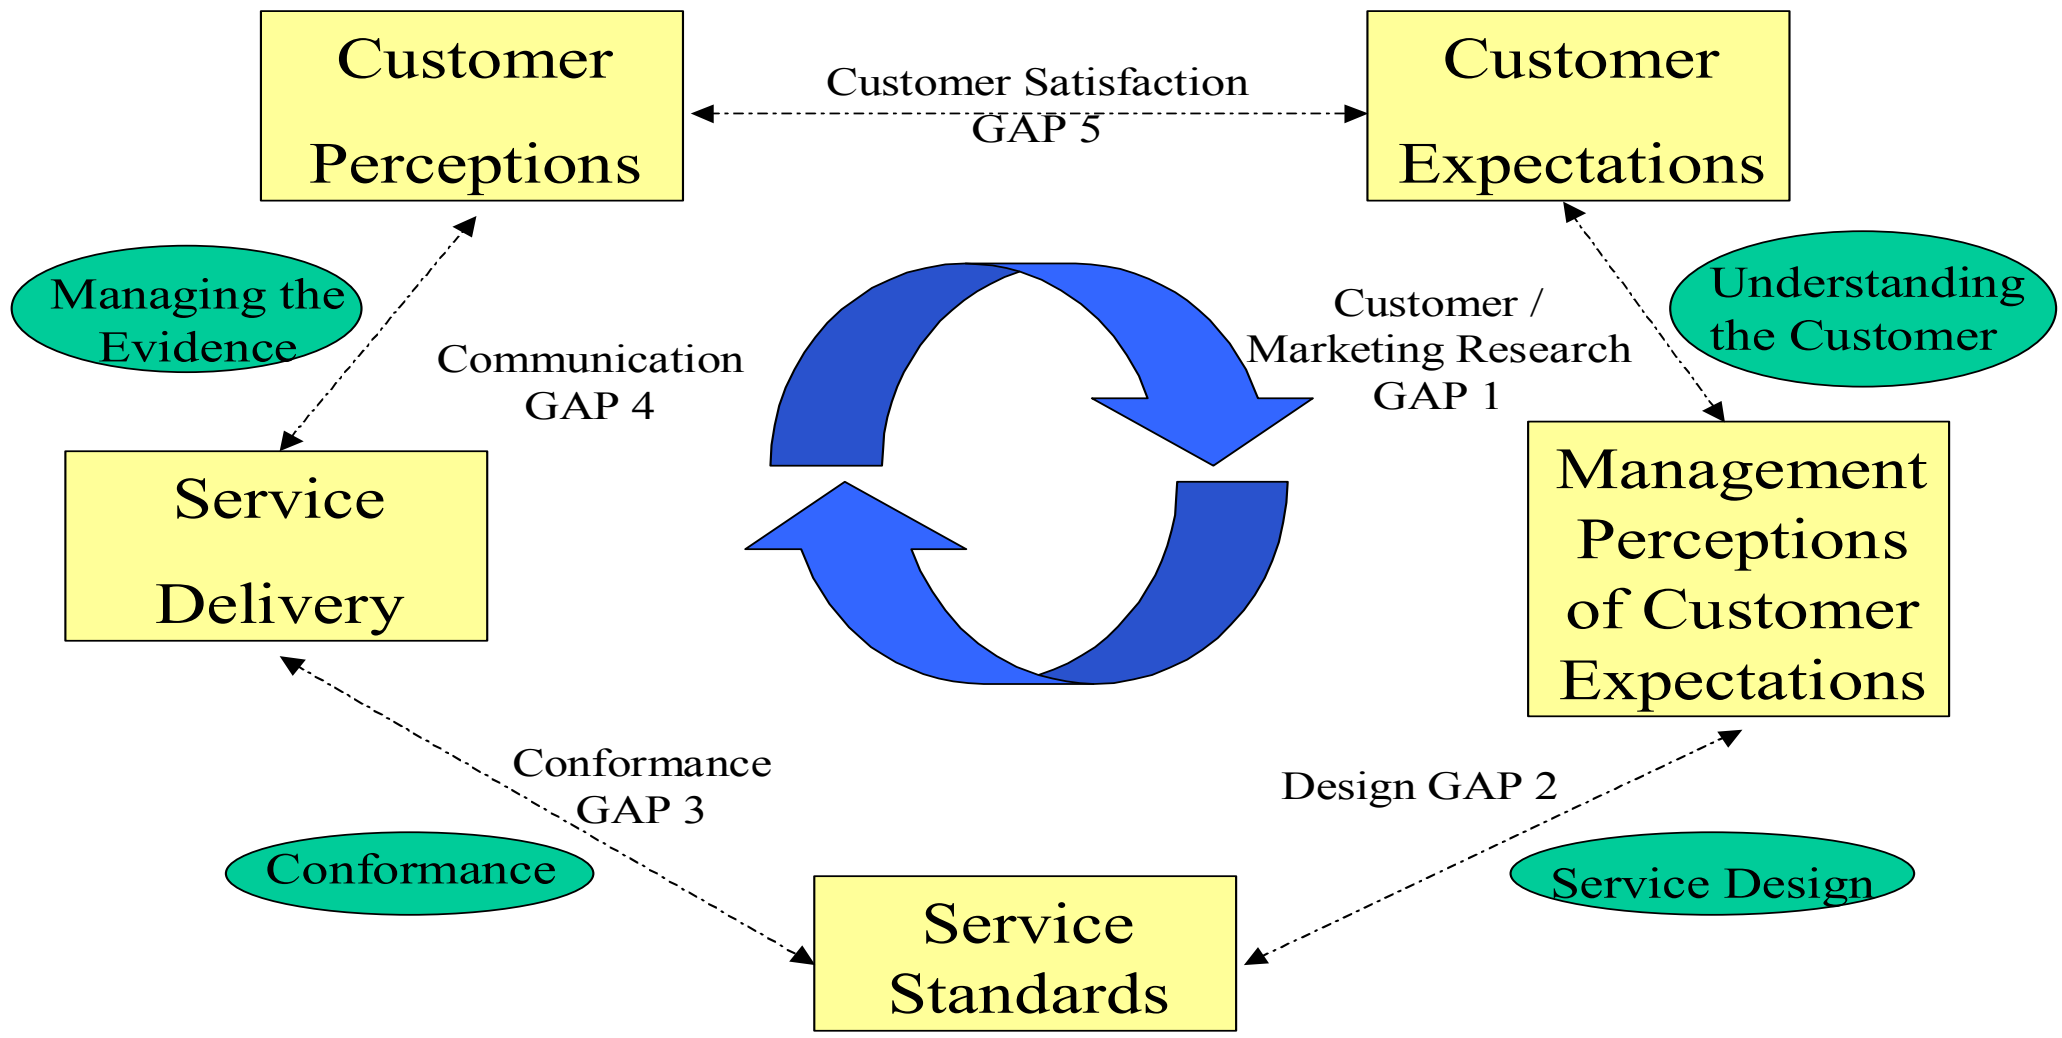 Customer
Perceptions
Customer Satisfaction
GAP 5
Customer
Expectations
Managing the
Evidence
Communication
GAP 4
Customer /
Marketing Research
GAP 1
Understanding
the Customer
Service
Delivery
Management
Perceptions
of Customer
Expectations
Conformance
GAP 3
Design GAP 2
Conformance
Service Design
Service
Standards